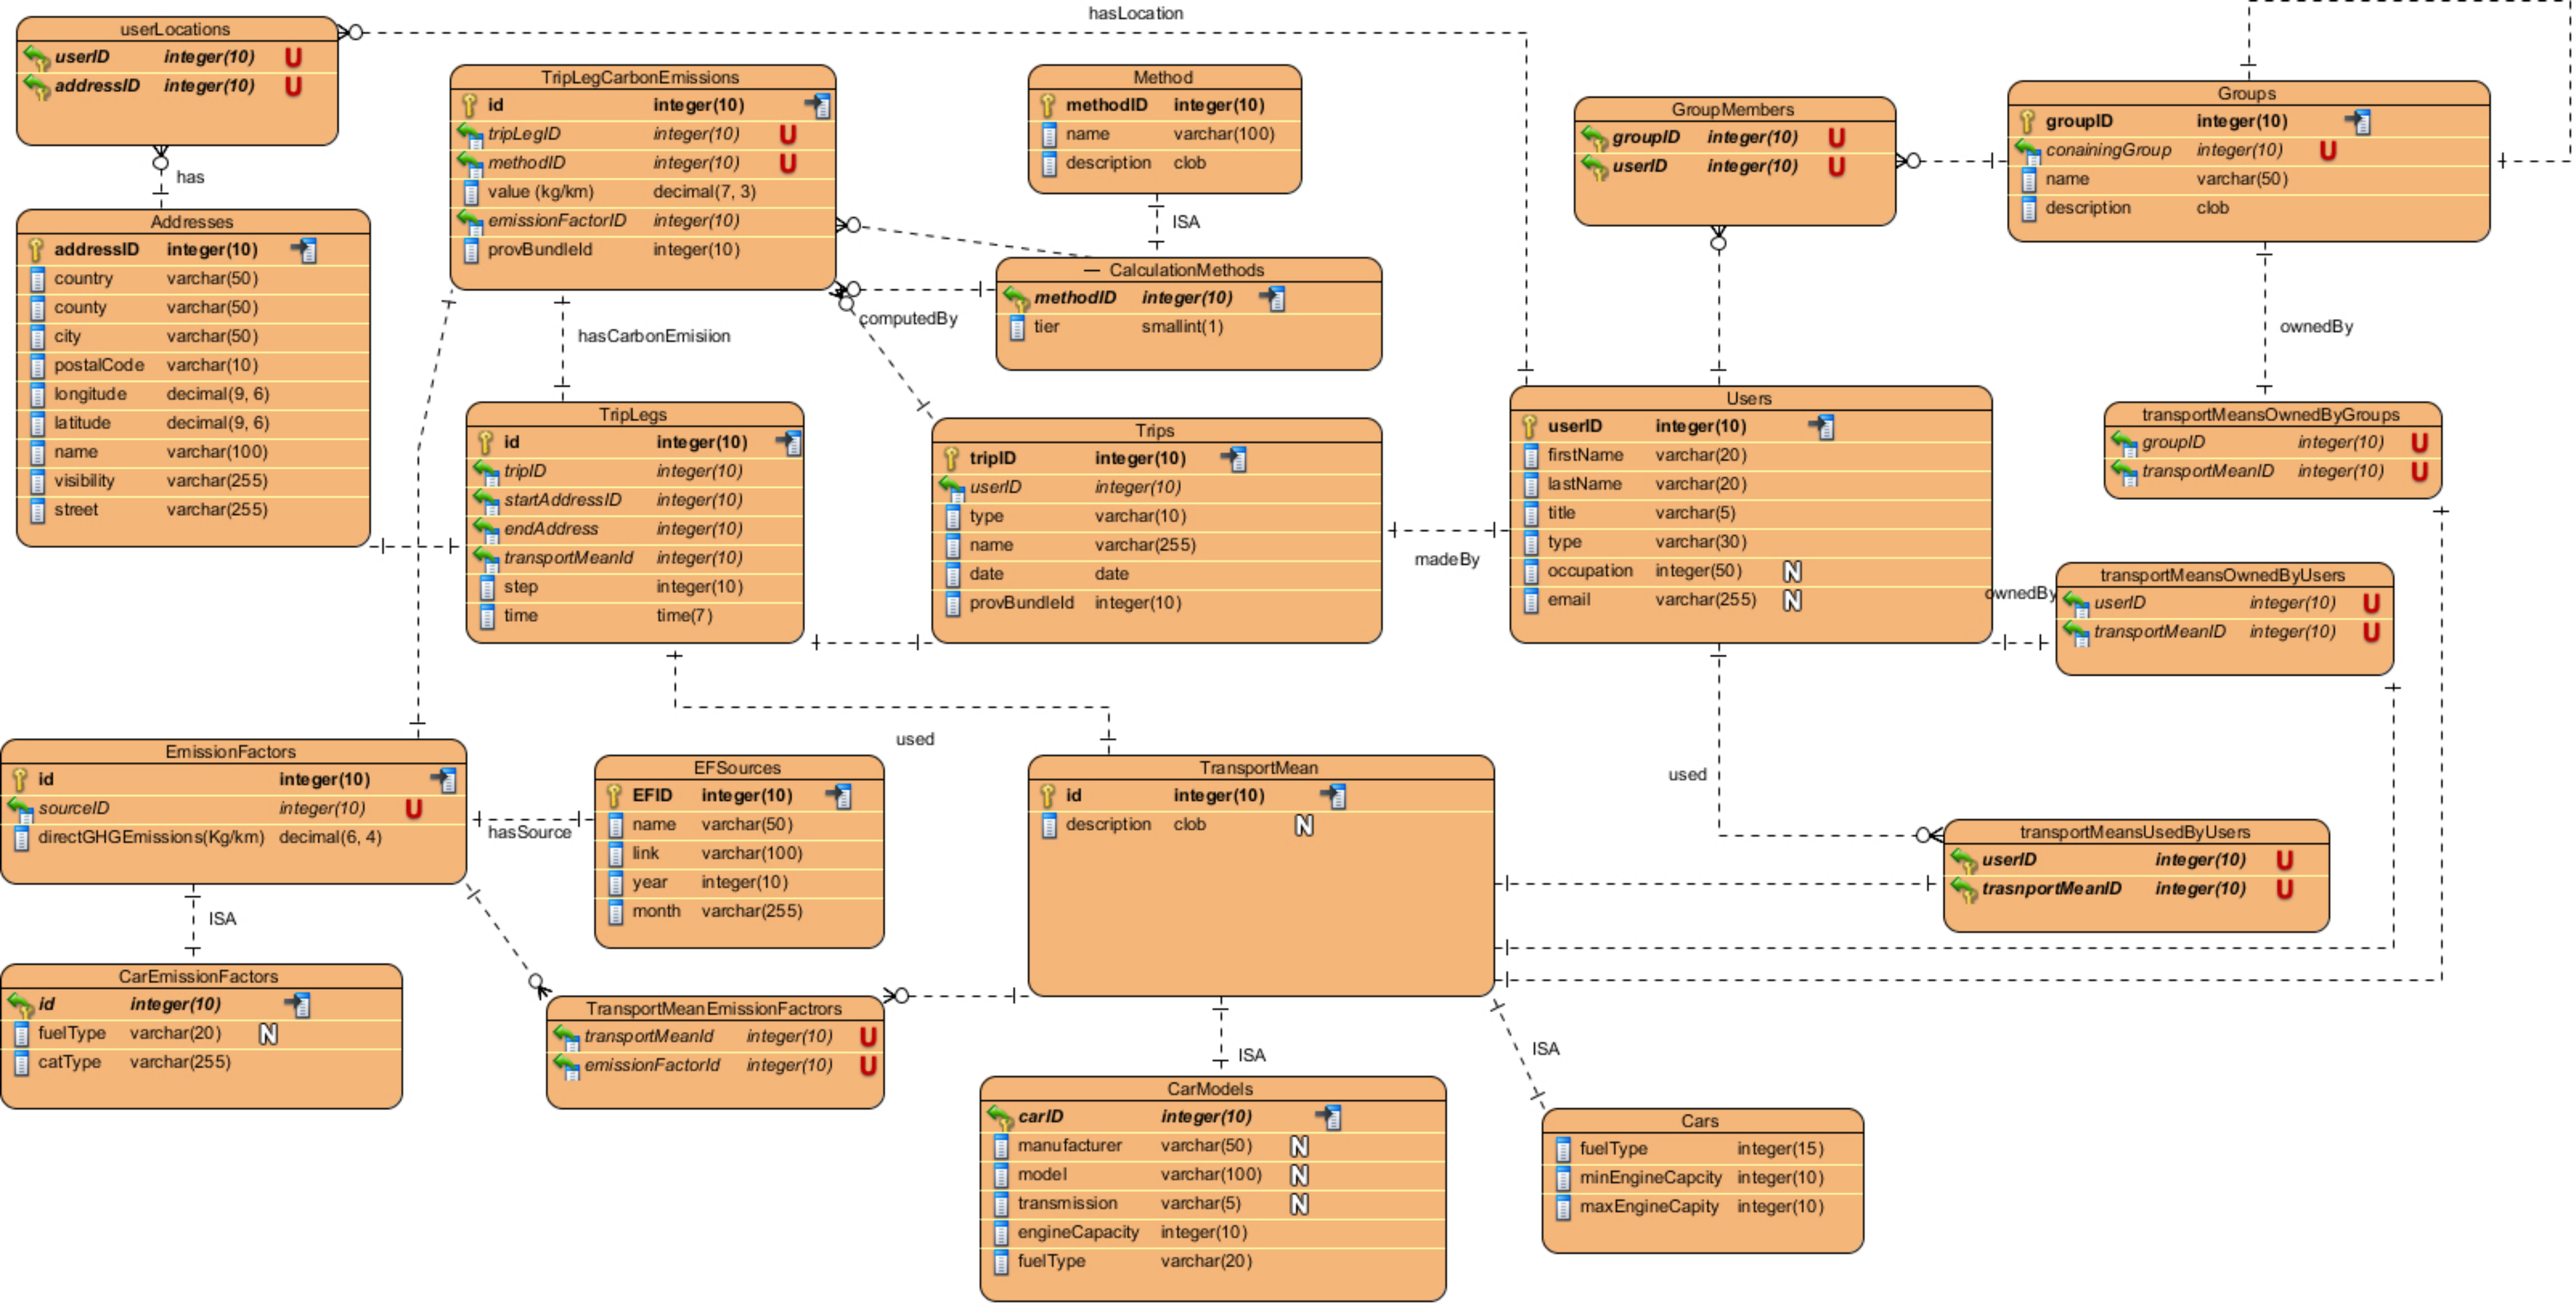 hasLocation
userLocations
userID integer(10) U
addressID integer(10) U
has
Addresses
addressID integer(10)
country varchar(50)
county varchar(50)
city varchar(50)
postalCode varchar(10)
longitude decimal(9, 6)
latitude decimal(9, 6)
name varchar(100)
visibility varchar(255)
street varchar(255)
TripLegCarbonEmissions
id integer(10)
tripLegID integer(10) U
methodID integer(10) U
value (kg/km) decimal(7, 3)
emissionFactorID integer(10)
provBundleId integer(10)
hasCarbonEmisiion
computedBy
Method
methodID integer(10)
name varchar(100)
description clob
ISA
CalculationMethods
methodID integer(10)
tier smallint(1)
GroupMembers
groupID integer(10) U
userID integer(10) U
Groups
groupID integer(10)
conainingGroup integer(10) U
name varchar(50)
description clob
ownedBy
TripLegs
id integer(10)
tripID integer(10)
startAddressID integer(10)
endAddress integer(10)
transportMeanId integer(10)
step integer(10)
time time(7)
Trips
tripID integer(10)
userID integer(10)
type varchar(10)
name varchar(255)
date date
provBundleId integer(10)
madeBy
Users
userID integer(10)
firstName varchar(20)
lastName varchar(20)
title varchar(5)
type varchar(30)
occupation integer(50) N
email varchar(255) N
transportMeansOwnedByGroups
groupID integer(10) U
transportMeanID integer(10) U
ownedBy
transportMeansOwnedByUsers
userID integer(10) U
transportMeanID integer(10) U
used
used
EmissionFactors
id integer(10)
sourceID integer(10) U
directGHGEmissions(Kg/km) decimal(6, 4)
hasSource
ISA
EFSources
EFID integer(10)
name varchar(50)
link varchar(100)
year integer(10)
month varchar(255)
TransportMean
id integer(10)
description clob N
transportMeansUsedByUsers
userID integer(10) U
trasnportMeanID integer(10) U
CarEmissionFactors
id integer(10)
fuelType varchar(20) N
catType varchar(255)
TransportMeanEmissionFactrors
transportMeanId integer(10) U
emissionFactorId integer(10) U
ISA
ISA
CarModels
carID integer(10)
manufacturer varchar(50) N
model varchar(100) N
transmission varchar(5) N
engineCapacity integer(10)
fuelType varchar(20)
Cars
fuelType integer(15)
minEngineCapcity integer(10)
maxEngineCapity integer(10)